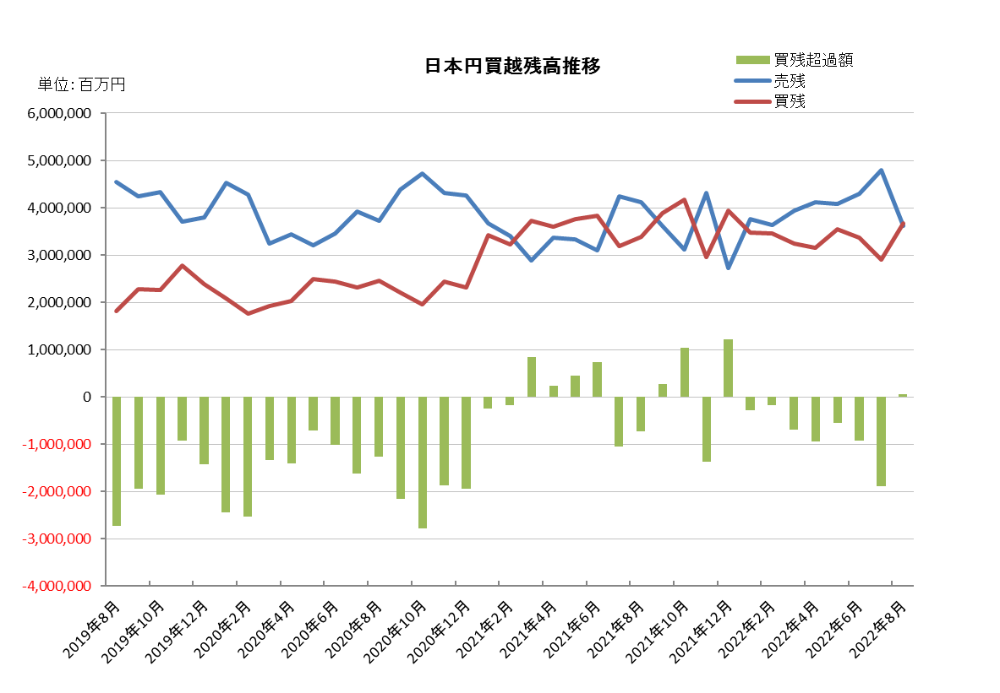 日本円買越残高推移
買残超過額
売残
買残
単位: 百万円
6,000,000
5,000,000
4,000,000
3,000,000
2,000,000
1,000,000
0
-1,000,000
-2,000,000
-3,000,000
-4,000,000
2019年8月
2019年10月
2019年12月
2020年2月
2020年4月
2020年6月
2020年8月
2020年10月
2020年12月
2021年2月
2021年4月
2021年6月
2021年8月
2021年10月
2021年12月
2022年2月
2022年4月
2022年6月
2022年8月